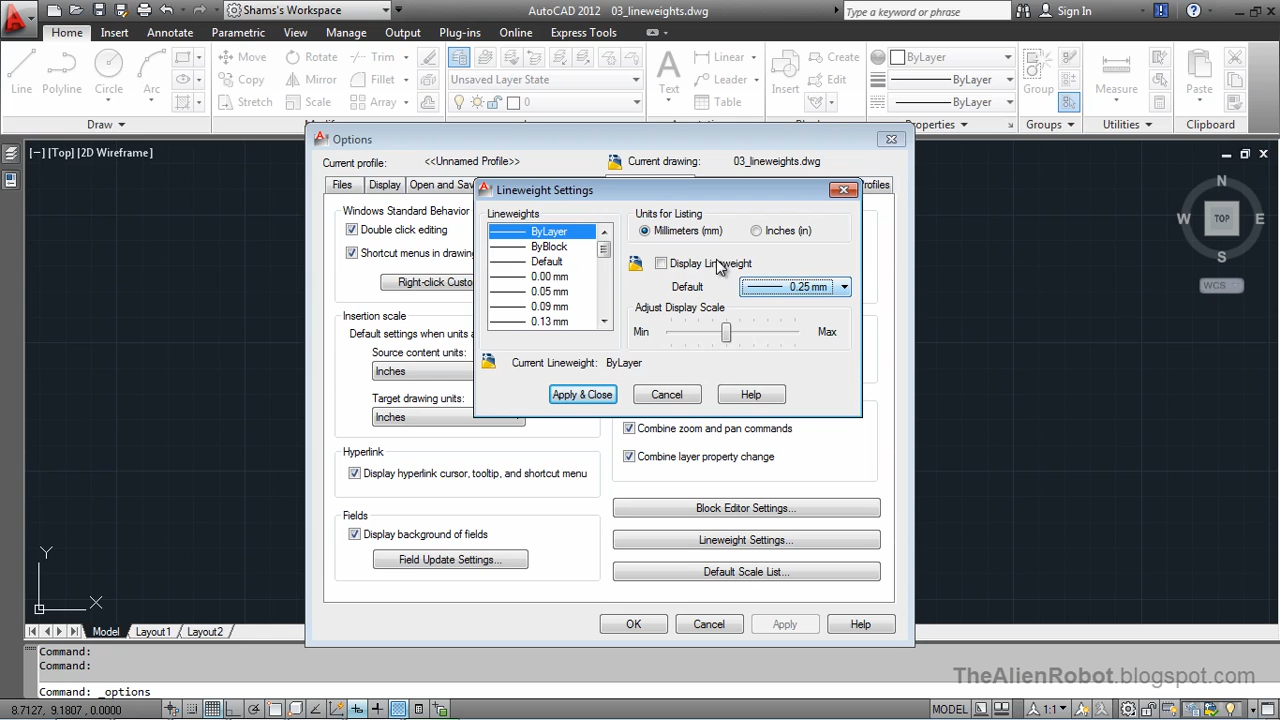 Shams's Workspace
AutoCAD 2012 03_lineweights.dwg
Type a keyword or phrase
Sign In
Home Insert Annotate Parametric View Manage Output Plug-ins Online Express Tools
Line Polyline Circle Arc
Move Rotate Trim
Copy Mirror Fillet
Stretch Scale Array
Unsaved Layer State
0
Text
Linear
Leader
Table
Insert
Create
Edit
ByLayer
ByLayer
ByLayer
Group
Measure
Paste
Draw
Properties
Groups
Utilities
Clipboard
[−] [Top] [2D Wireframe]
Options
Current profile: <<Unnamed Profile>> Current drawing: 03_lineweights.dwg
Files Display Open and Sav
Windows Standard Behavior
Double click editing
Shortcut menus in drawing
Right-click Custo
Insertion scale
Default settings when units a
Source content units:
Inches
Target drawing units:
Inches
Hyperlink
Display hyperlink cursor, tooltip, and shortcut menu
Fields
Display background of fields
Field Update Settings...
Lineweight Settings
Lineweights
ByLayer
ByBlock
Default
0.00 mm
0.05 mm
0.09 mm
0.13 mm
Units for Listing
Millimeters (mm) Inches (in)
Display Lineweight
Default 0.25 mm
Adjust Display Scale
Min Max
Current Lineweight: ByLayer
Apply & Close Cancel Help
Combine zoom and pan commands
Combine layer property change
Block Editor Settings...
Lineweight Settings...
Default Scale List...
OK Cancel Apply Help
N
W TOP E
S
WCS
Y
X
Model Layout1 Layout2
Command:
Command:
Command: _options
TheAlienRobot.blogspot.com
8.7127, 9.1807, 0.0000
MODEL
1:1